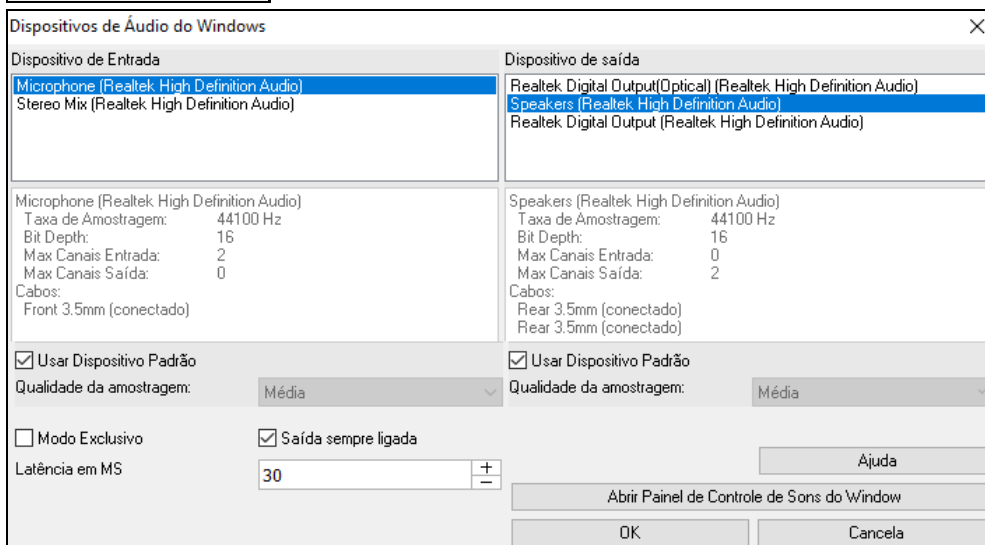 Dispositivos de Áudio do Windows
Dispositivo de Entrada
Microphone (Realtek High Definition Audio)
Stereo Mix (Realtek High Definition Audio)
Dispositivo de saída
Realtek Digital Output(Optical) (Realtek High Definition Audio)
Speakers (Realtek High Definition Audio)
Realtek Digital Output (Realtek High Definition Audio)
Microphone (Realtek High Definition Audio)
Taxa de Amostragem: 44100 Hz
Bit Depth: 16
Max Canais Entrada: 2
Max Canais Saída: 0
Cabos:
Front 3.5mm (conectado)
Speakers (Realtek High Definition Audio)
Taxa de Amostragem: 44100 Hz
Bit Depth: 16
Max Canais Entrada: 0
Max Canais Saída: 2
Cabos:
Rear 3.5mm (conectado)
Rear 3.5mm (conectado)
Usar Dispositivo Padrão
Qualidade da amostragem: Média
Usar Dispositivo Padrão
Qualidade da amostragem: Média
Modo Exclusivo
Saída sempre ligada
Latência em MS 30
Ajuda
Abrir Painel de Controle de Sons do Window
OK
Cancela